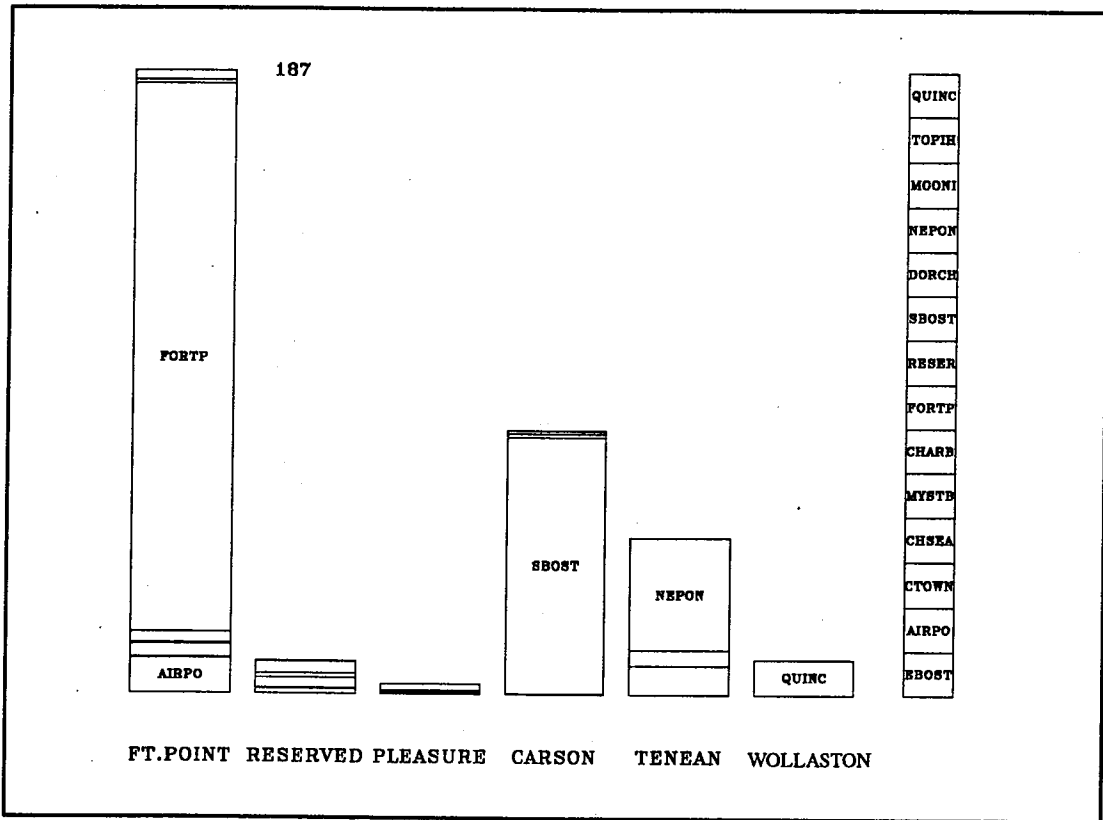 187
QUINC
TOPIH
MOONI
NEPON
DORCH
SBOST
RESER
FORTP
CHARB
MYSTB
CHSEA
CTOWN
AIRPO
EBOST
FORTP
AIRPO
SBOST
NEPON
QUINC
FT.POINT RESERVED PLEASURE CARSON TENEAN WOLLASTON